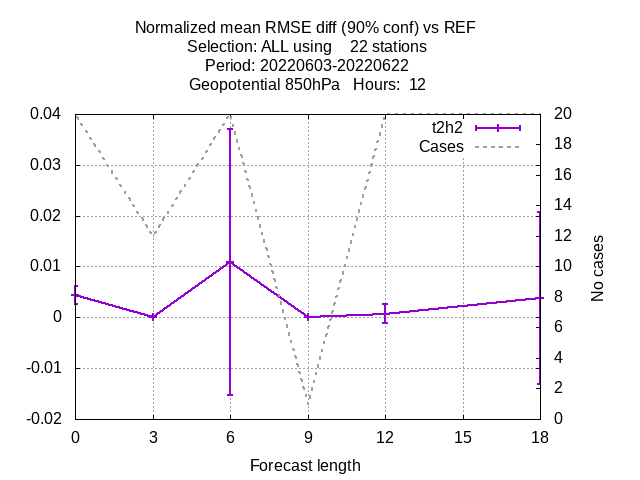 Normalized mean RMSE diff (90% conf) vs REF
Selection: ALL using    22 stations
Period: 20220603-20220622
Geopotential 850hPa   Hours:  12
0.04
0.03
0.02
0.01
0
-0.01
-0.02
t2h2
Cases
20
18
16
14
12
10
8
6
4
2
0
No cases
0 3 6 9 12 15 18
Forecast length